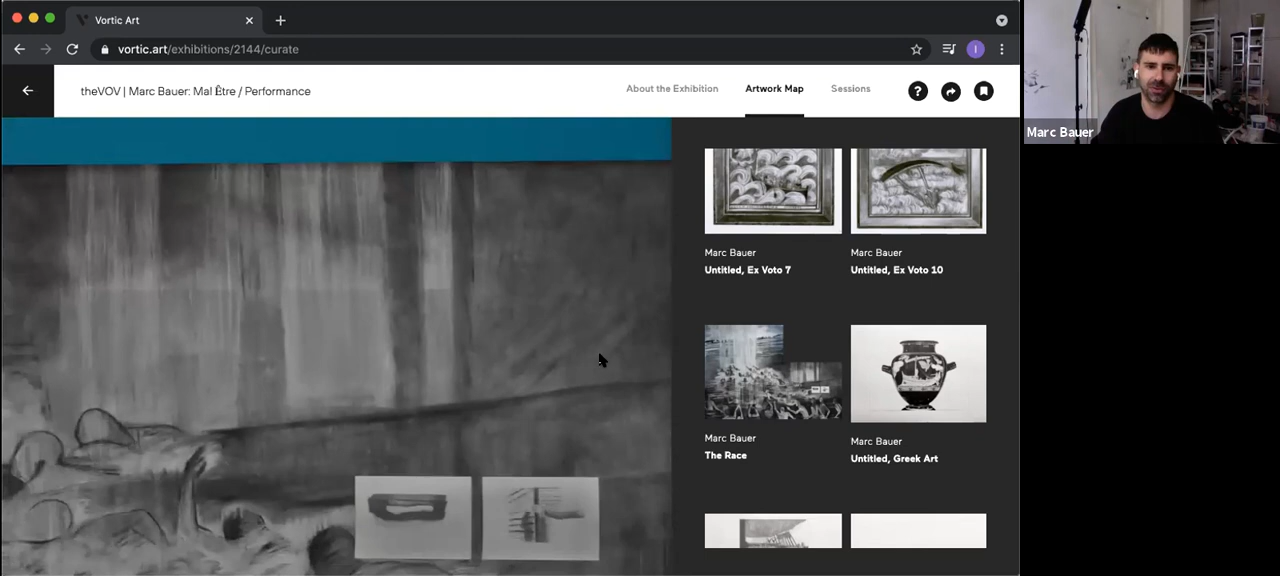 Vortic Art
vortic.art/exhibitions/2144/curate
I
theVOV | Marc Bauer: Mal Être / Performance
About the Exhibition
Artwork Map
Sessions
?
Marc Bauer
Untitled, Ex Voto 7
Marc Bauer
Untitled, Ex Voto 10
Marc Bauer
The Race
Marc Bauer
Untitled, Greek Art
Marc Bauer